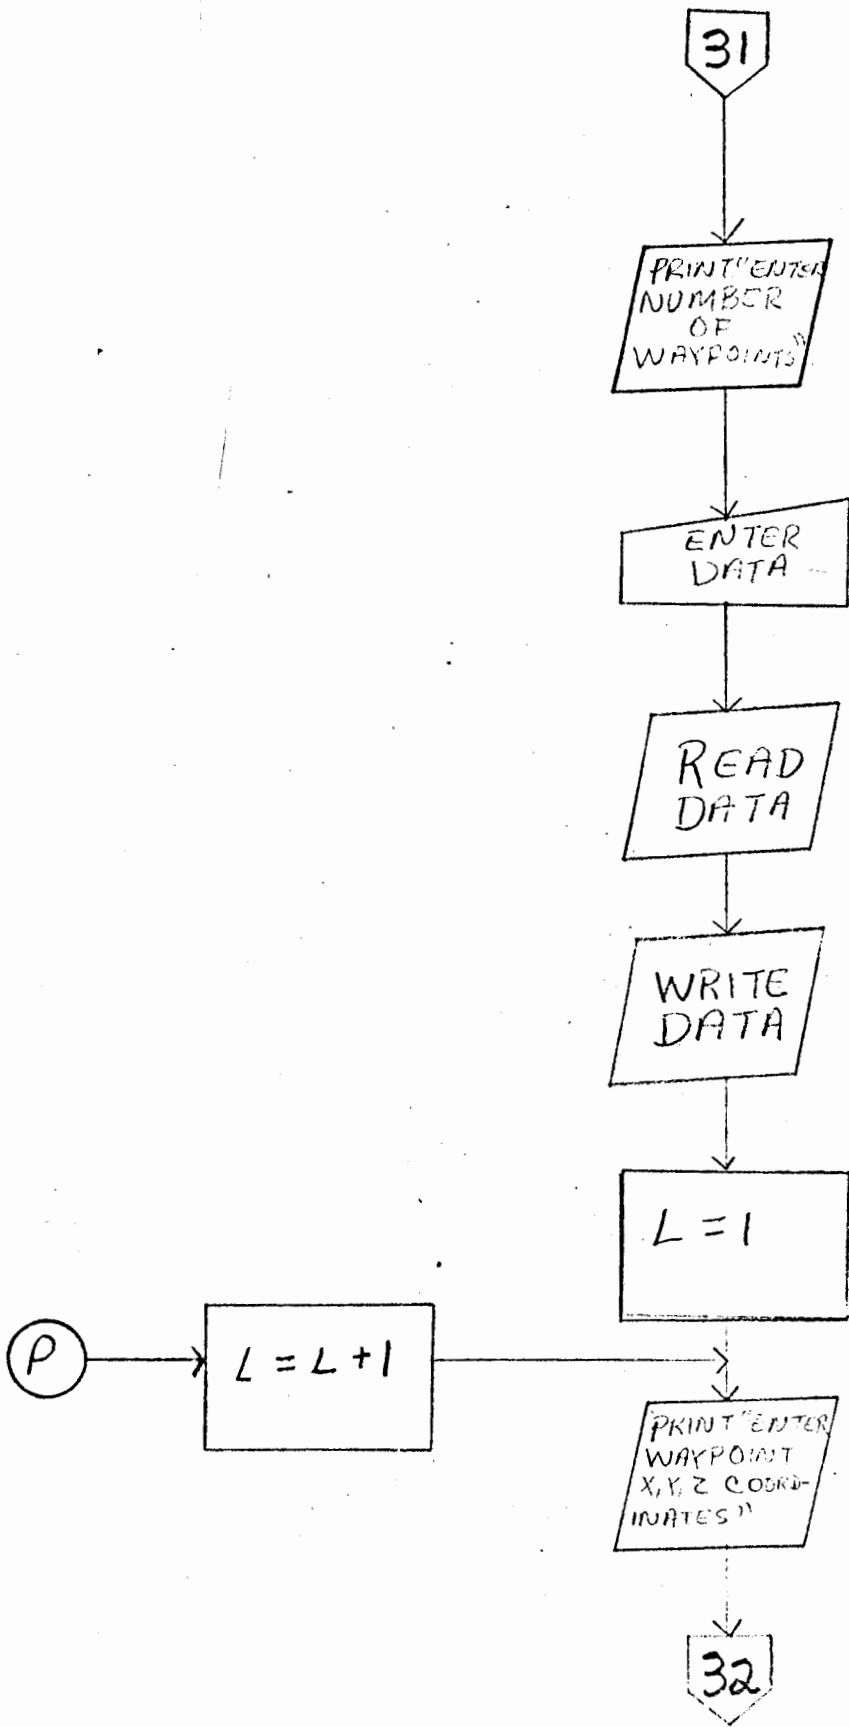 31
PRINT "ENTER
NUMBER
OF
WAYPOINTS"
ENTER
DATA
READ
DATA
WRITE
DATA
L = 1
P
L = L + 1
PRINT "ENTER
WAYPOINT
X, Y, Z COORD-
INATES"
32